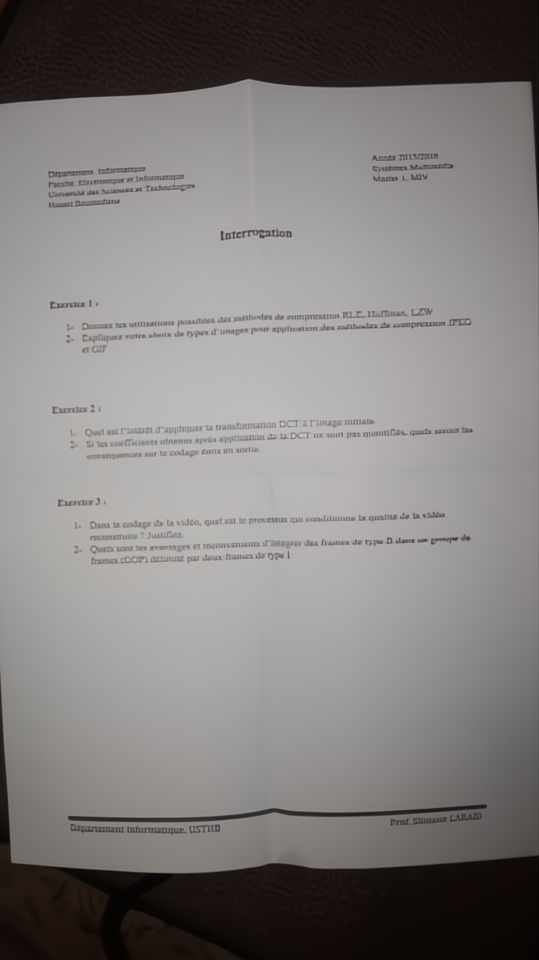 Département Informatique
Faculté Electronique et Informatique
Université des Sciences et Technologies
Houari Boumediene
Année 2015/2016
Systèmes Multimédia
Master 1, MIV
Interrogation
Exercice 1 :
1- Donnez les utilisations possibles des méthodes de compression RLE, Huffman, LZW
2- Expliquez votre choix de types d'images pour application des méthodes de compression JPEG
et GIF
Exercice 2 :
1- Quel est l'intérêt d'appliquer la transformation DCT à l'image initiale
2- Si les coefficients obtenus après application de la DCT ne sont pas quantifiés, quels seront les
conséquences sur le codage émis en sortie.
Exercice 3 :
1- Dans le codage de la vidéo, quel est le processus qui conditionne la qualité de la vidéo
reconstruite ? Justifiez.
2- Quels sont les avantages et inconvénients d'intégrer des frames de type B dans un groupe de
frames (GOP) délimité par deux frames de type I
Département Informatique, USTHB
Prof. Slimane LARABI